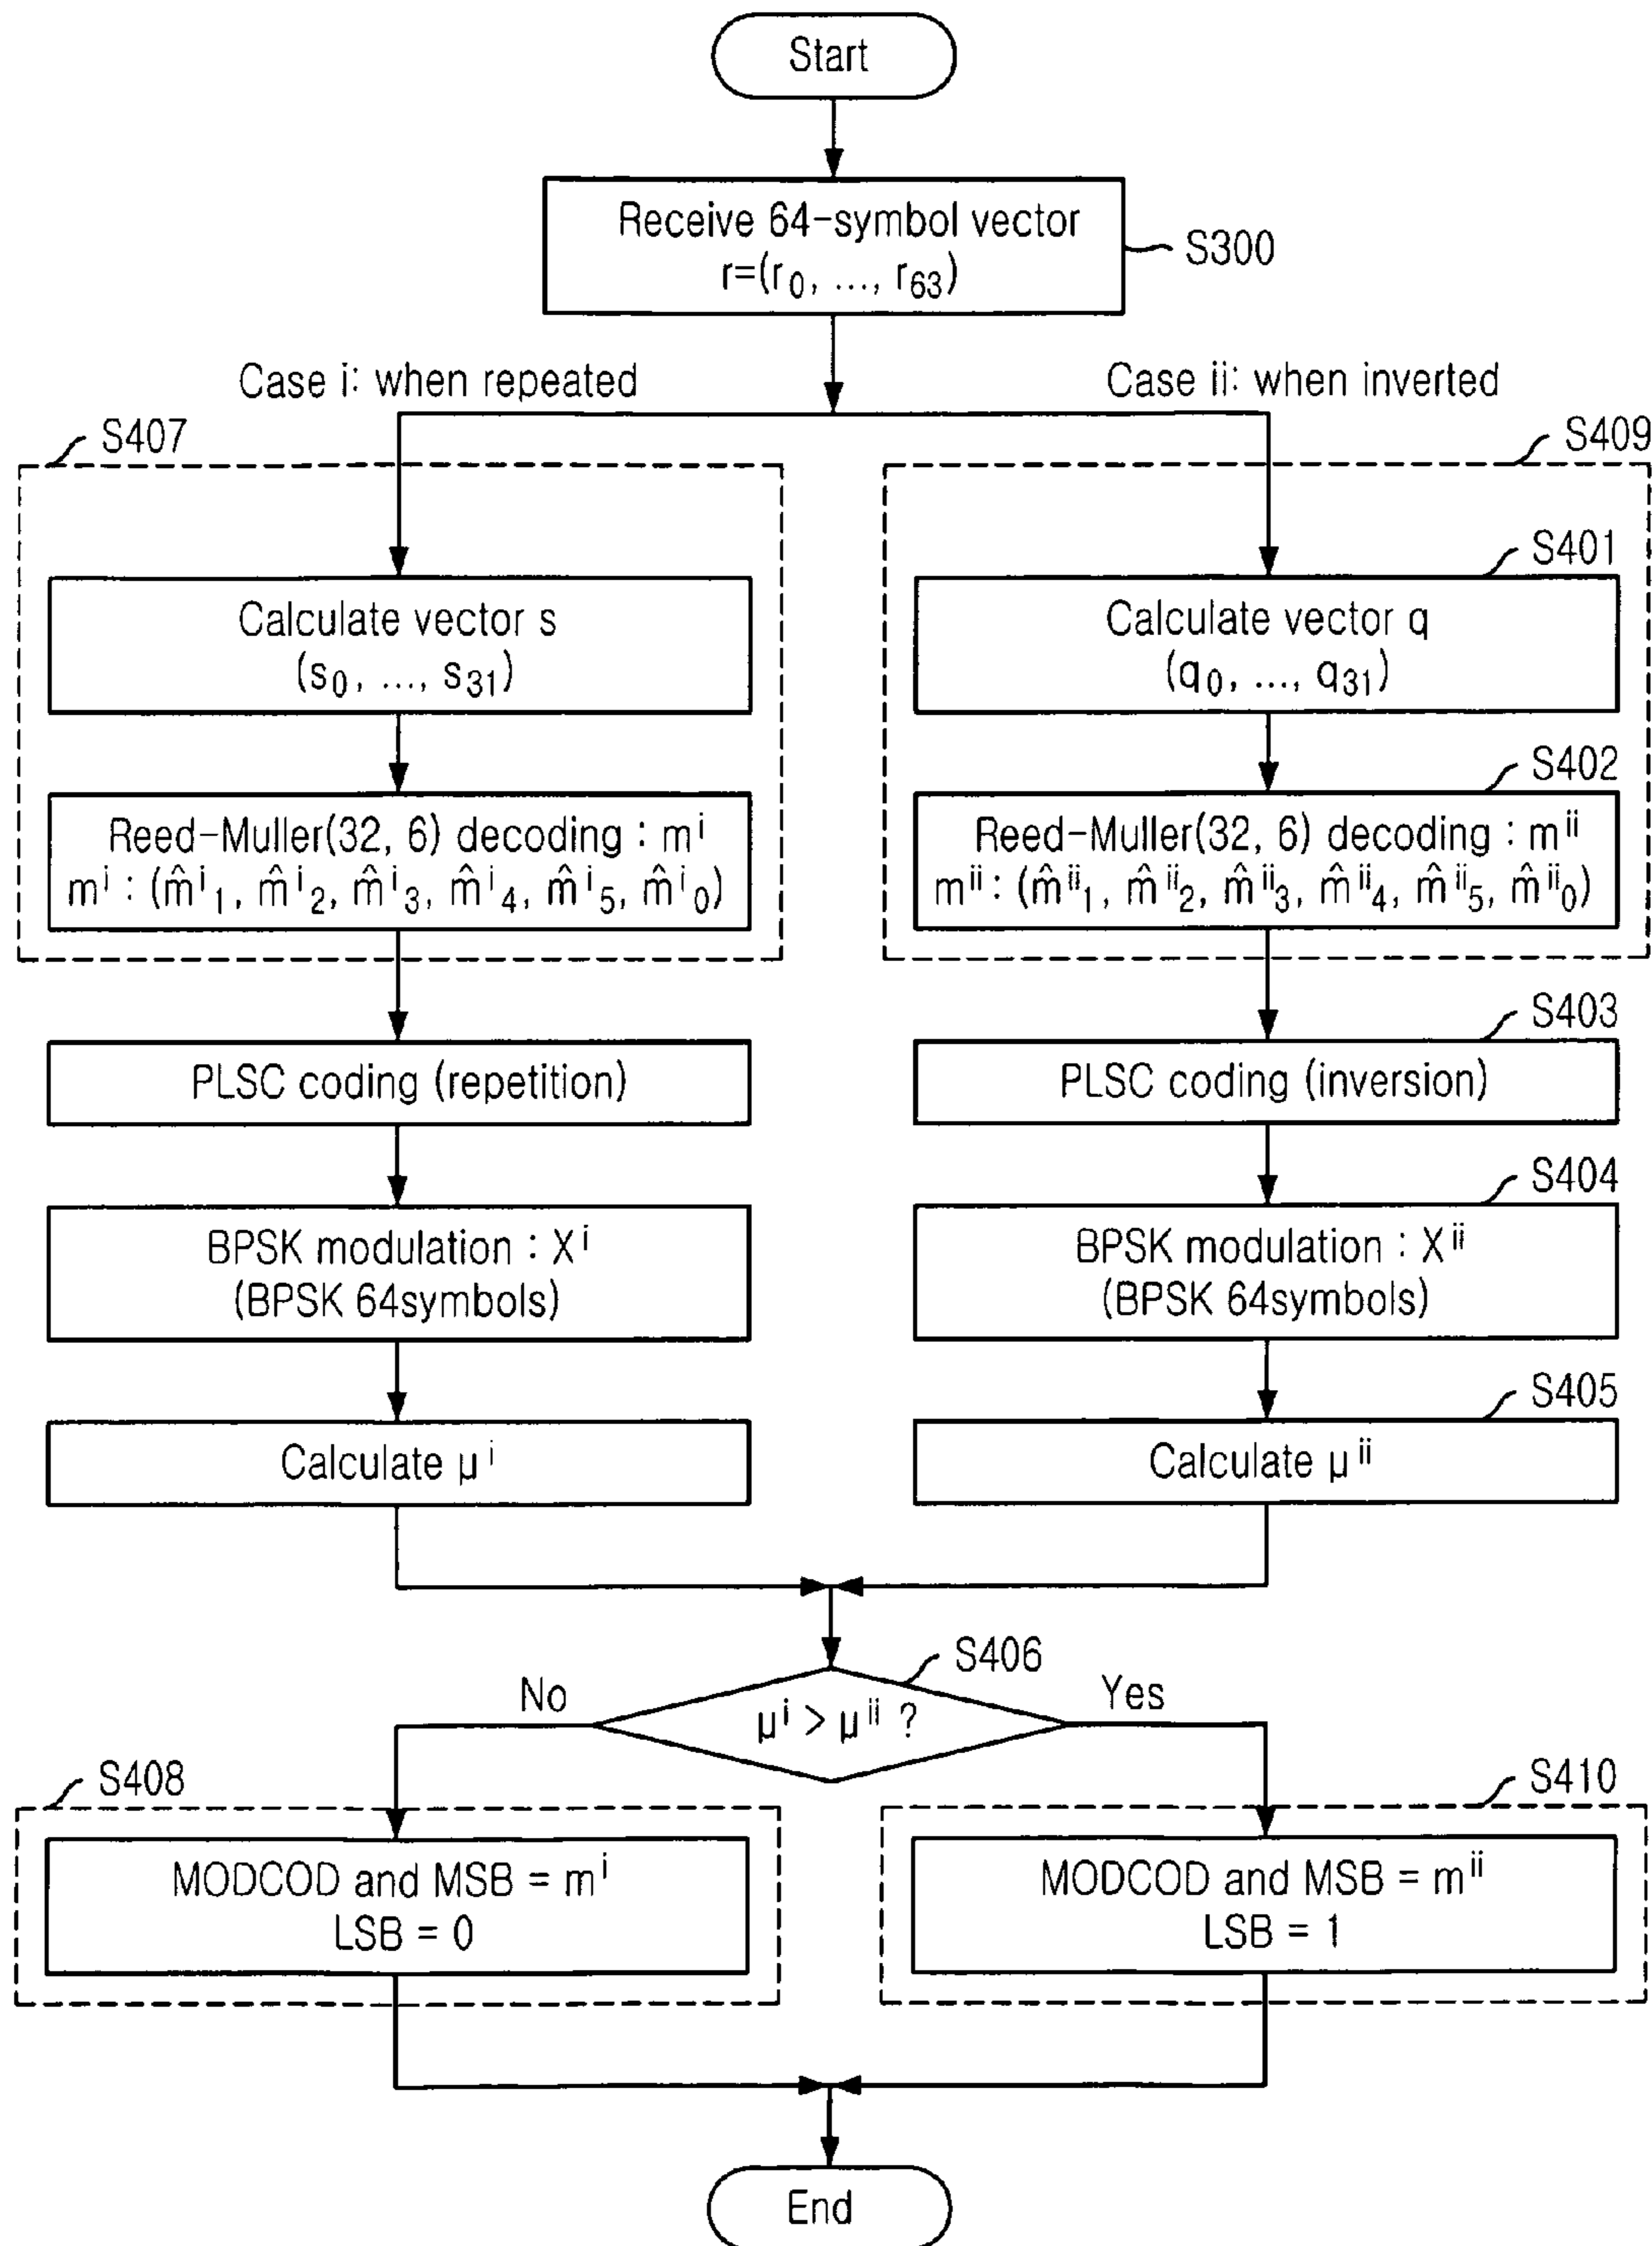 Start
Receive 64-symbol vector
r=(r₀, ..., r₆₃)
S300
Case i: when repeated
Case ii: when inverted
S407
S409
S401
Calculate vector s
(s₀, ..., s₃₁)
Calculate vector q
(q₀, ..., q₃₁)
S402
Reed-Muller(32, 6) decoding : mⁱ
mⁱ : (m̂ⁱ₁, m̂ⁱ₂, m̂ⁱ₃, m̂ⁱ₄, m̂ⁱ₅, m̂ⁱ₀)
Reed-Muller(32, 6) decoding : mⁱⁱ
mⁱⁱ : (m̂ⁱⁱ₁, m̂ⁱⁱ₂, m̂ⁱⁱ₃, m̂ⁱⁱ₄, m̂ⁱⁱ₅, m̂ⁱⁱ₀)
S403
PLSC coding (repetition)
PLSC coding (inversion)
S404
BPSK modulation : Xⁱ
(BPSK 64symbols)
BPSK modulation : Xⁱⁱ
(BPSK 64symbols)
S405
Calculate μⁱ
Calculate μⁱⁱ
S406
No
μⁱ > μⁱⁱ ?
Yes
S408
S410
MODCOD and MSB = mⁱ
LSB = 0
MODCOD and MSB = mⁱⁱ
LSB = 1
End